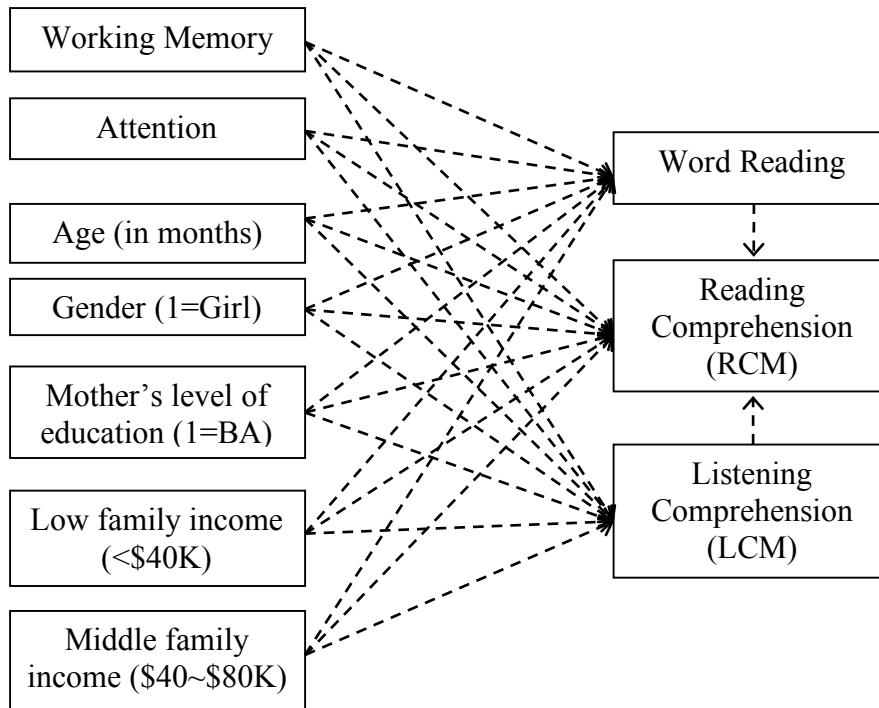 Working Memory
Attention
Age (in months)
Gender (1=Girl)
Mother’s level of
education (1=BA)
Low family income
(<$40K)
Middle family
income ($40~$80K)
Word Reading
Reading
Comprehension
(RCM)
Listening
Comprehension
(LCM)